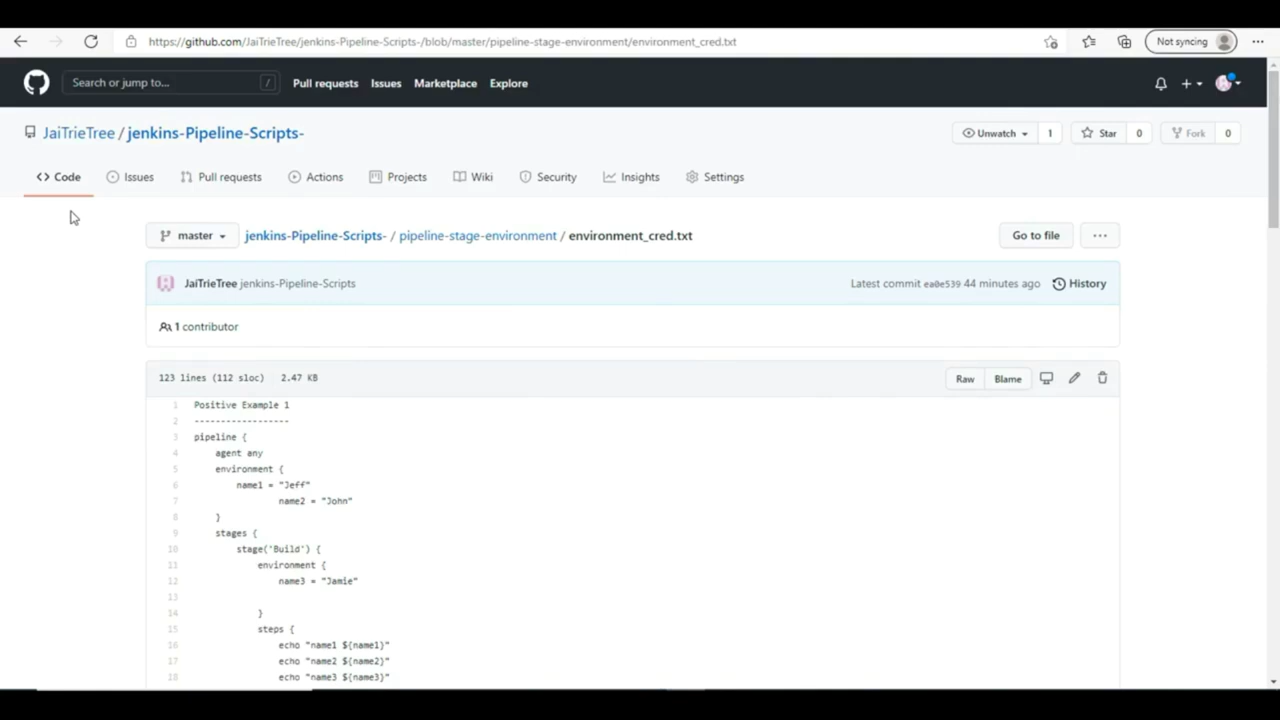 https://github.com/JaiTrieTree/jenkins-Pipeline-Scripts-/blob/master/pipeline-stage-environment/environment_cred.txt Not syncing
Search or jump to... / Pull requests Issues Marketplace Explore
JaiTrieTree / jenkins-Pipeline-Scripts- Unwatch 1 Star 0 Fork 0
Code Issues Pull requests Actions Projects Wiki Security Insights Settings
master jenkins-Pipeline-Scripts- / pipeline-stage-environment / environment_cred.txt Go to file ...
JaiTrieTree jenkins-Pipeline-Scripts Latest commit ea0e539 44 minutes ago History
1 contributor
123 lines (112 sloc) 2.47 KB Raw Blame
1 Positive Example 1
2 ------------------
3 pipeline {
4 agent any
5 environment {
6 name1 = "Jeff"
7 name2 = "John"
8 }
9 stages {
10 stage('Build') {
11 environment {
12 name3 = "Jamie"
13
14 }
15 steps {
16 echo "name1 ${name1}"
17 echo "name2 ${name2}"
18 echo "name3 ${name3}"